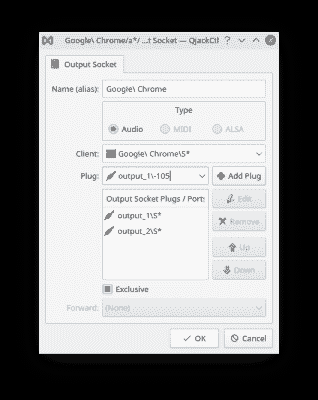 Google\ Chrome/a*/ ...t Socket — QjackCtl
Output Socket
Name (alias): Google\ Chrome
Type
Audio MIDI ALSA
Client: Google\ Chrome\S*
Plug: output_1\-105 Add Plug
Output Socket Plugs / Ports
Edit
output_1\S*
Remove
output_2\S*
Up
Down
Exclusive
Forward: (None)
OK Cancel